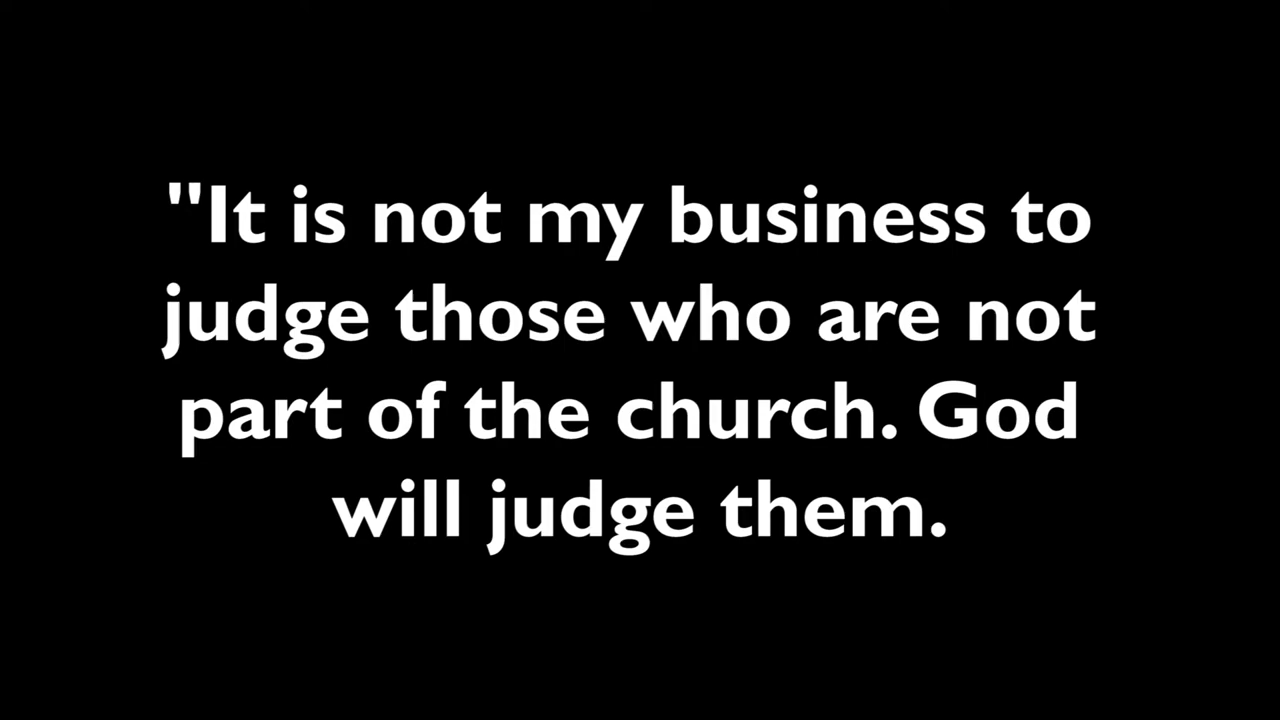 "It is not my business to
judge those who are not
part of the church. God
will judge them.